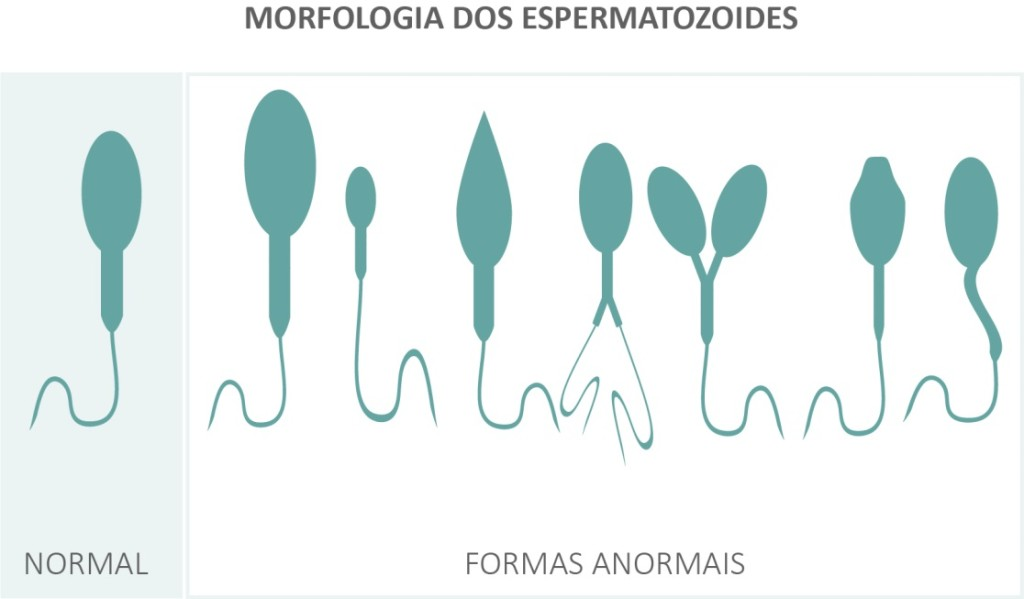 MORFOLOGIA DOS ESPERMATOZOIDES
NORMAL
FORMAS ANORMAIS